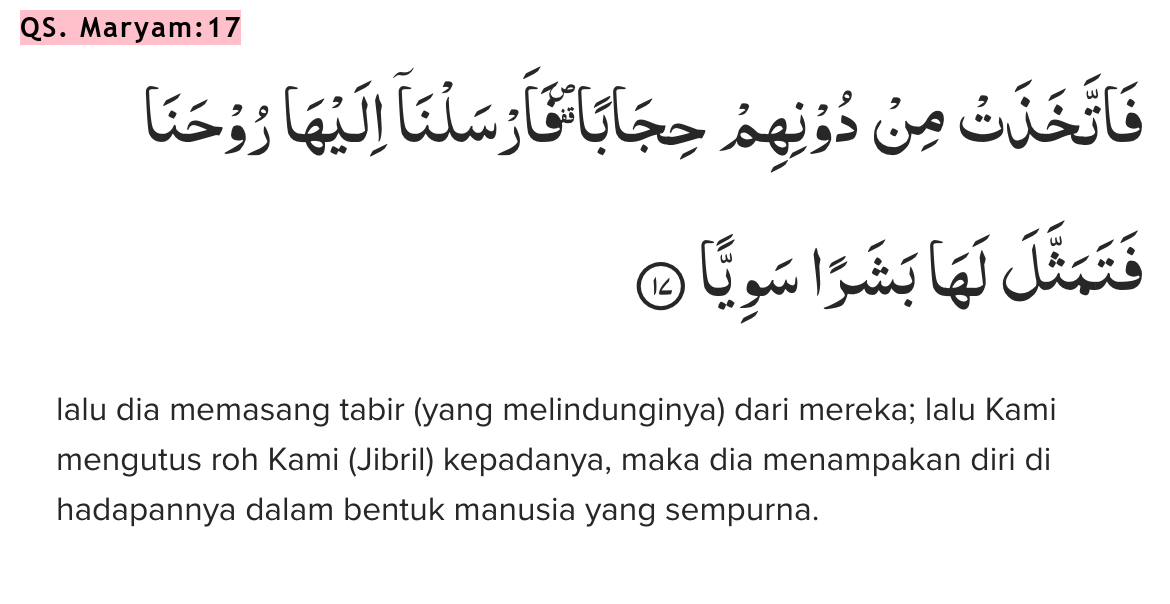 QS. Maryam:17
فَاتَّخَذَتْ مِنْ دُوْنِهِمْ حِجَابًاۗ فَاَرْسَلْنَآ اِلَيْهَا رُوْحَنَا
فَتَمَثَّلَ لَهَا بَشَرًا سَوِيًّا ١٧
lalu dia memasang tabir (yang melindunginya) dari mereka; lalu Kami
mengutus roh Kami (Jibril) kepadanya, maka dia menampakan diri di
hadapannya dalam bentuk manusia yang sempurna.